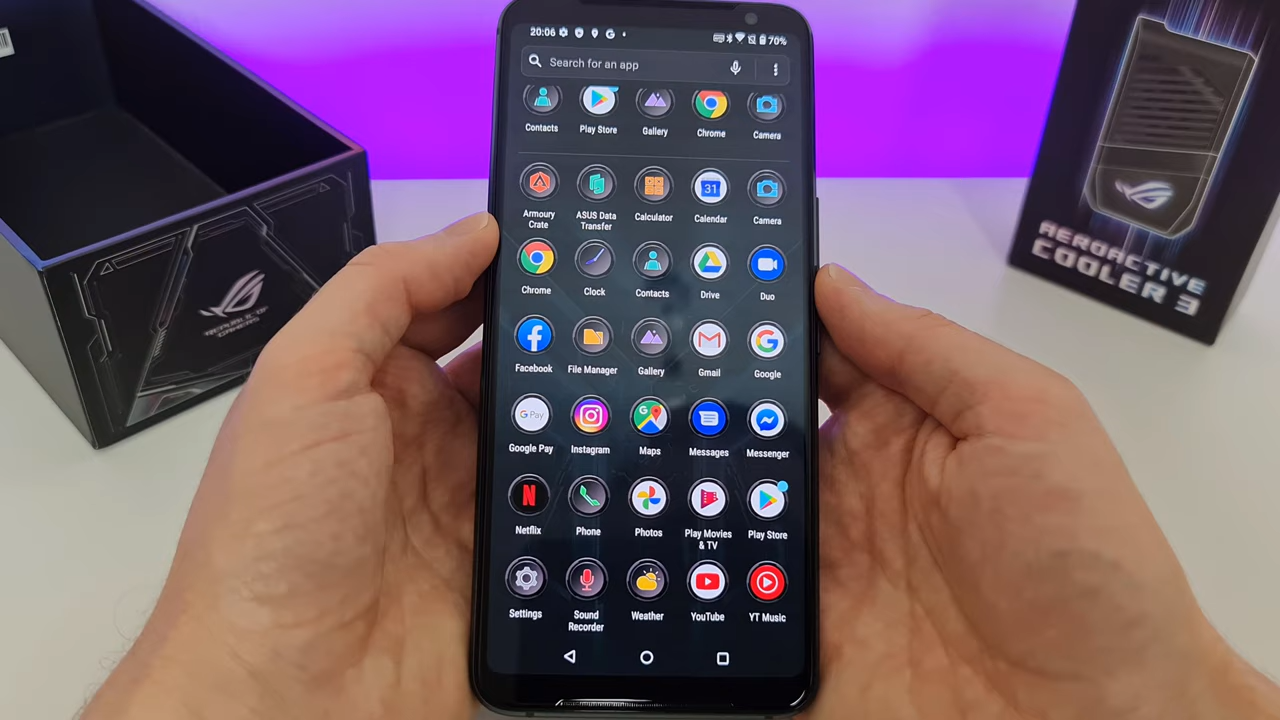 20:06
70%
Search for an app
Contacts
Play Store
Gallery
Chrome
Camera
Armoury
Crate
ASUS Data
Transfer
Calculator
31
Calendar
Camera
Chrome
Clock
Contacts
Drive
Duo
Facebook
File Manager
Gallery
Gmail
Google
G Pay
Google Pay
Instagram
Maps
Messages
Messenger
N
Netflix
Phone
Photos
Play Movies
& TV
Play Store
Settings
Sound
Recorder
Weather
YouTube
YT Music
REPUBLIC OF
GAMERS
AEROACTIVE
COOLER 3